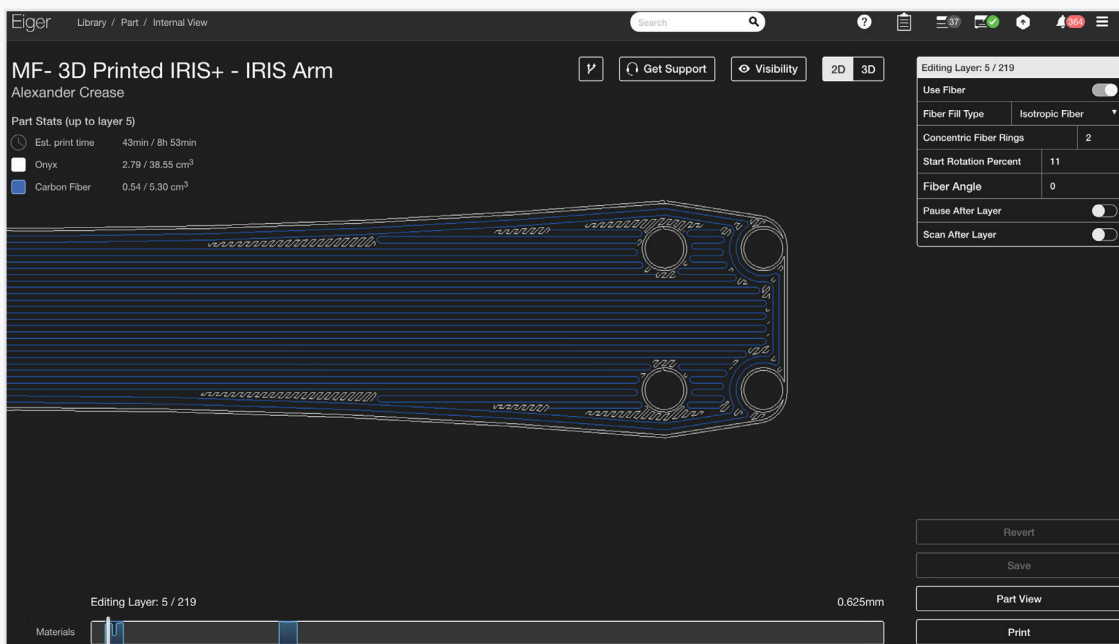 Eiger Library / Part / Internal View Search ? 37 364
MF- 3D Printed IRIS+ - IRIS Arm
Alexander Crease
Get Support Visibility 2D 3D
Part Stats (up to layer 5)
Est. print time 43min / 8h 53min
Onyx 2.79 / 38.55 cm³
Carbon Fiber 0.54 / 5.30 cm³
Editing Layer: 5 / 219
Use Fiber
Fiber Fill Type Isotropic Fiber
Concentric Fiber Rings 2
Start Rotation Percent 11
Fiber Angle 0
Pause After Layer
Scan After Layer
Revert
Save
Part View
Print
Editing Layer: 5 / 219 0.625mm
Materials